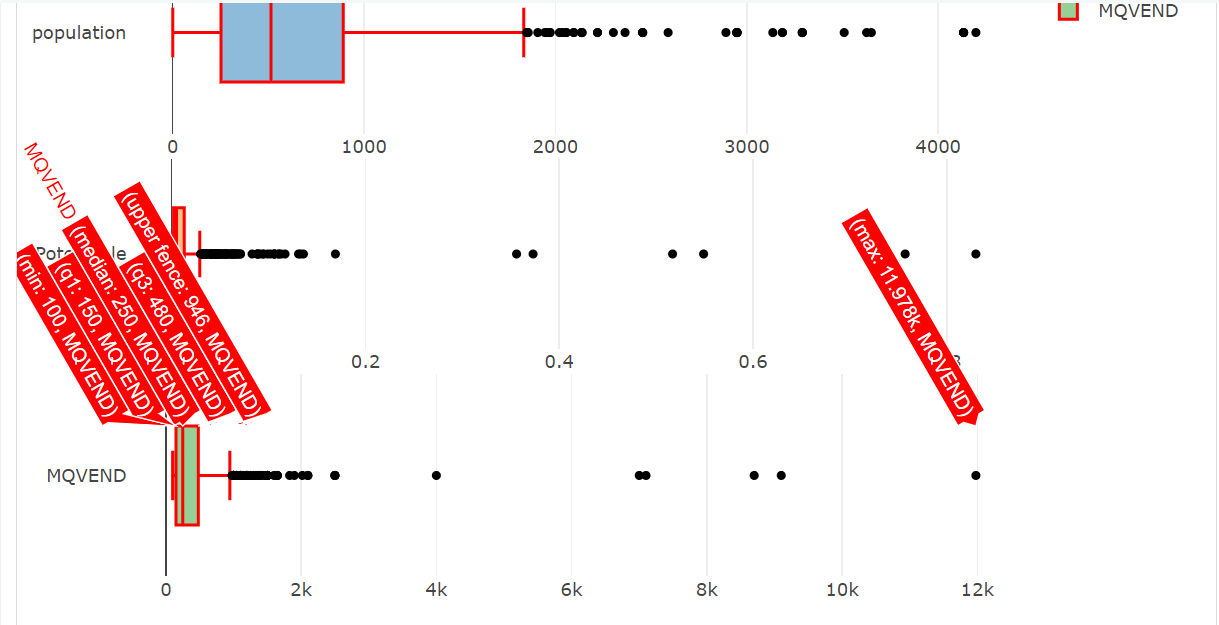 population
MQVEND
0 1000 2000 3000 4000
MQVEND
(upper fence: 946, MQVEND)
(max: 11.978k, MQVEND)
(median: 250, MQVEND)
(min: 100, MQVEND)
(q1: 150, MQVEND)
(q3: 480, MQVEND)
0.2 0.4 0.6
MQVEND
0 2k 4k 6k 8k 10k 12k